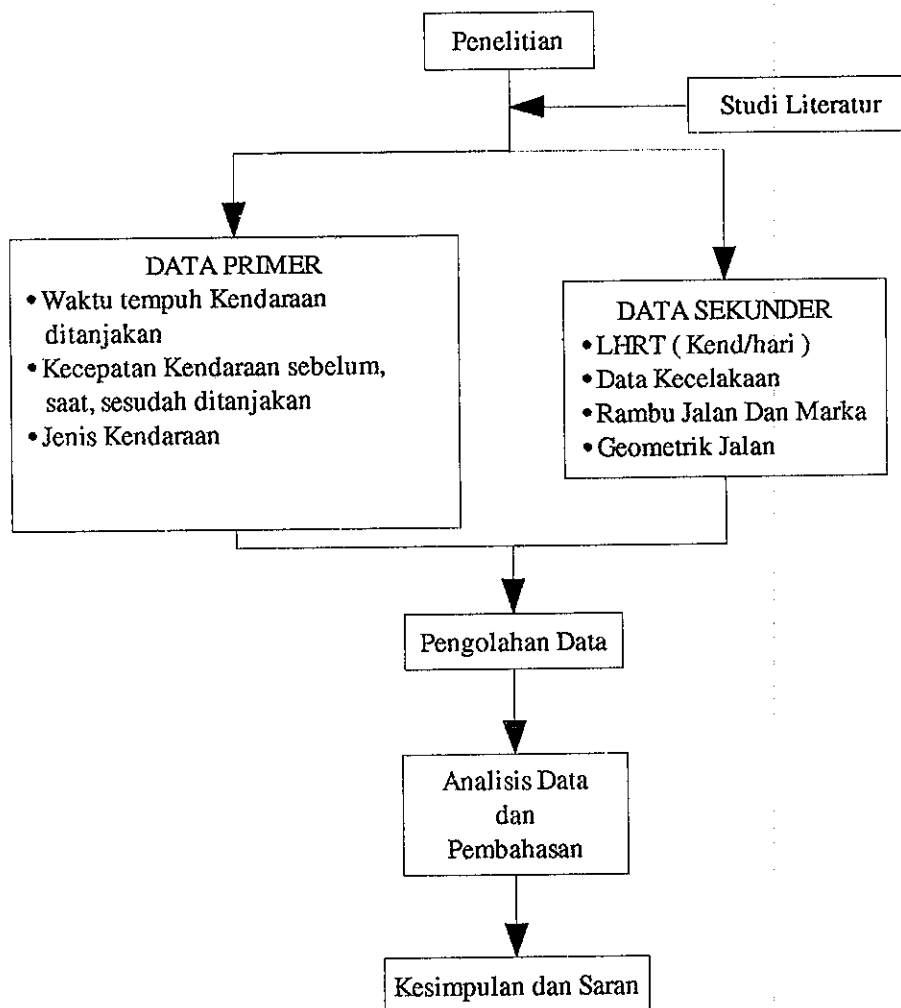 Penelitian
Studi Literatur
DATA PRIMER
• Waktu tempuh Kendaraan
ditanjakan
• Kecepatan Kendaraan sebelum,
saat, sesudah ditanjakan
• Jenis Kendaraan
DATA SEKUNDER
• LHRT ( Kend/hari )
• Data Kecelakaan
• Rambu Jalan Dan Marka
• Geometrik Jalan
Pengolahan Data
Analisis Data
dan
Pembahasan
Kesimpulan dan Saran